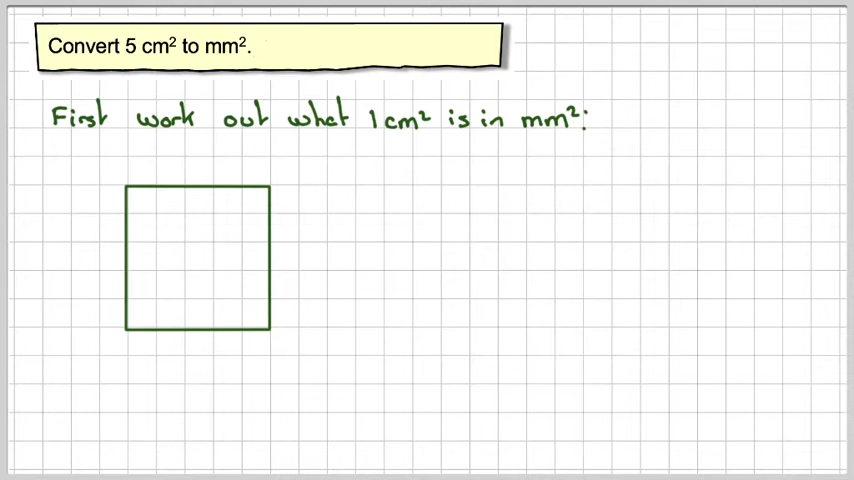 Convert 5 cm² to mm².
First work out what 1cm² is in mm²: